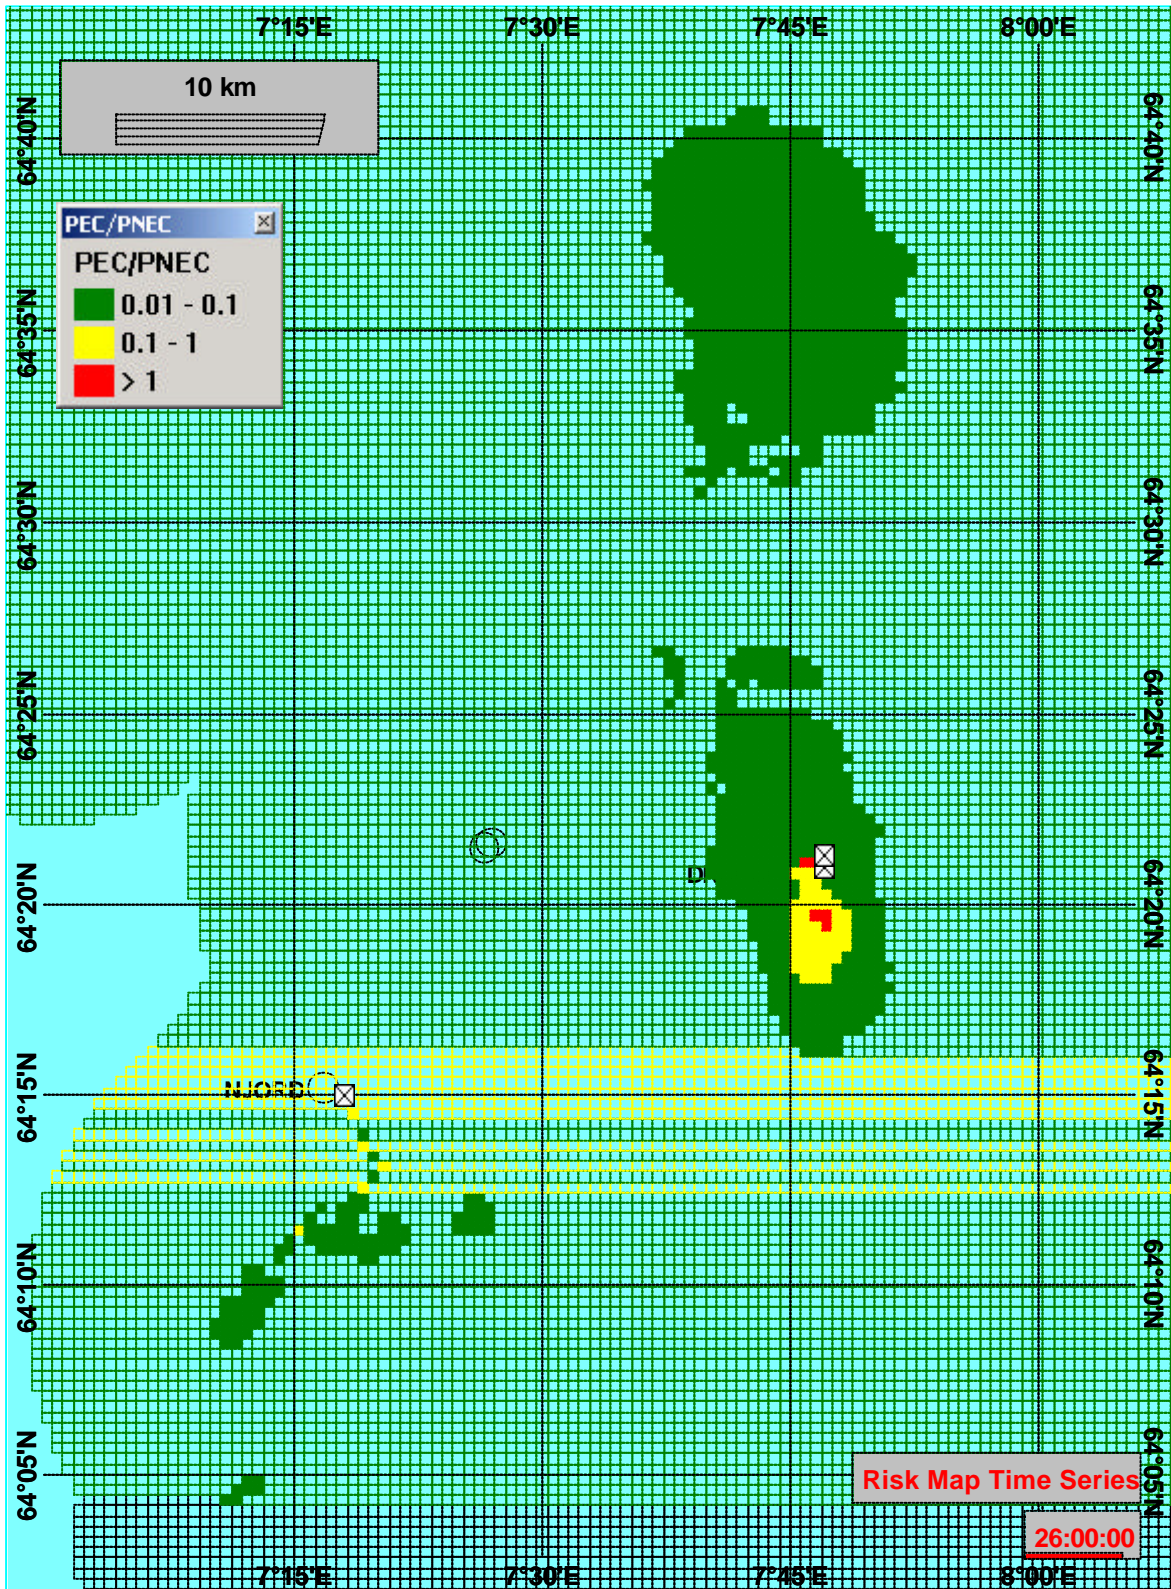 7°15'E 7°30'E 7°45'E 8°00'E
10 km
64°40'N 64°40'N
PEC/PNEC
PEC/PNEC
0.01 - 0.1
0.1 - 1
> 1
64°35'N 64°35'N
64°30'N 64°30'N
64°25'N 64°25'N
64°20'N 64°20'N
NJORD
64°15'N 64°15'N
64°10'N 64°10'N
64°05'N 64°05'N
Risk Map Time Series
26:00:00
7°15'E 7°30'E 7°45'E 8°00'E